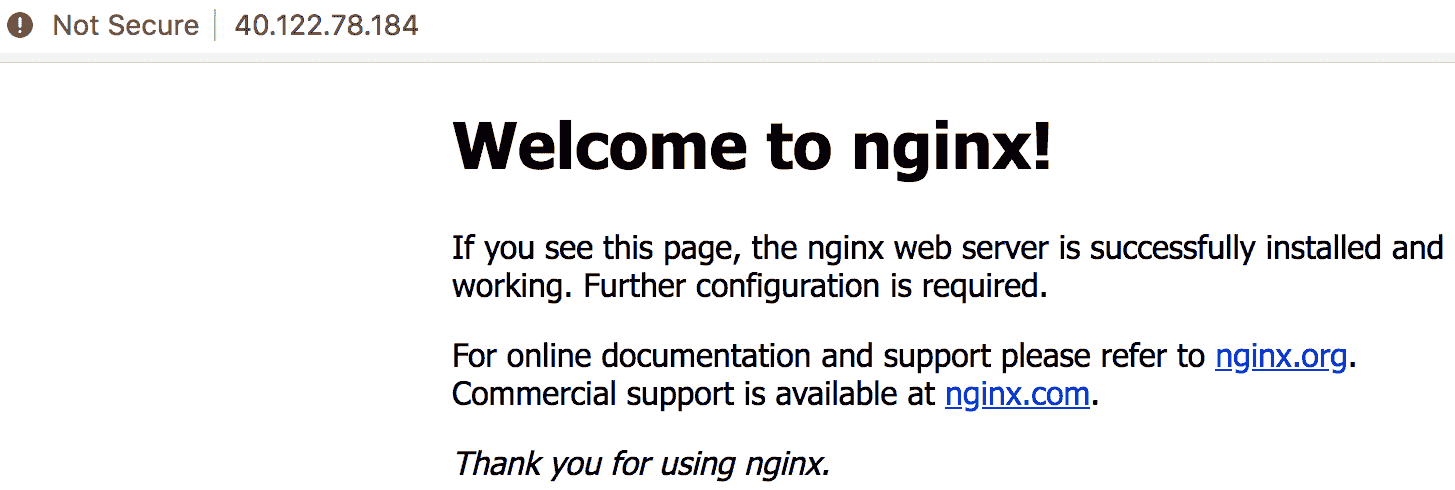 Not Secure 40.122.78.184
Welcome to nginx!
If you see this page, the nginx web server is successfully installed and
working. Further configuration is required.
For online documentation and support please refer to nginx.org.
Commercial support is available at nginx.com.
Thank you for using nginx.